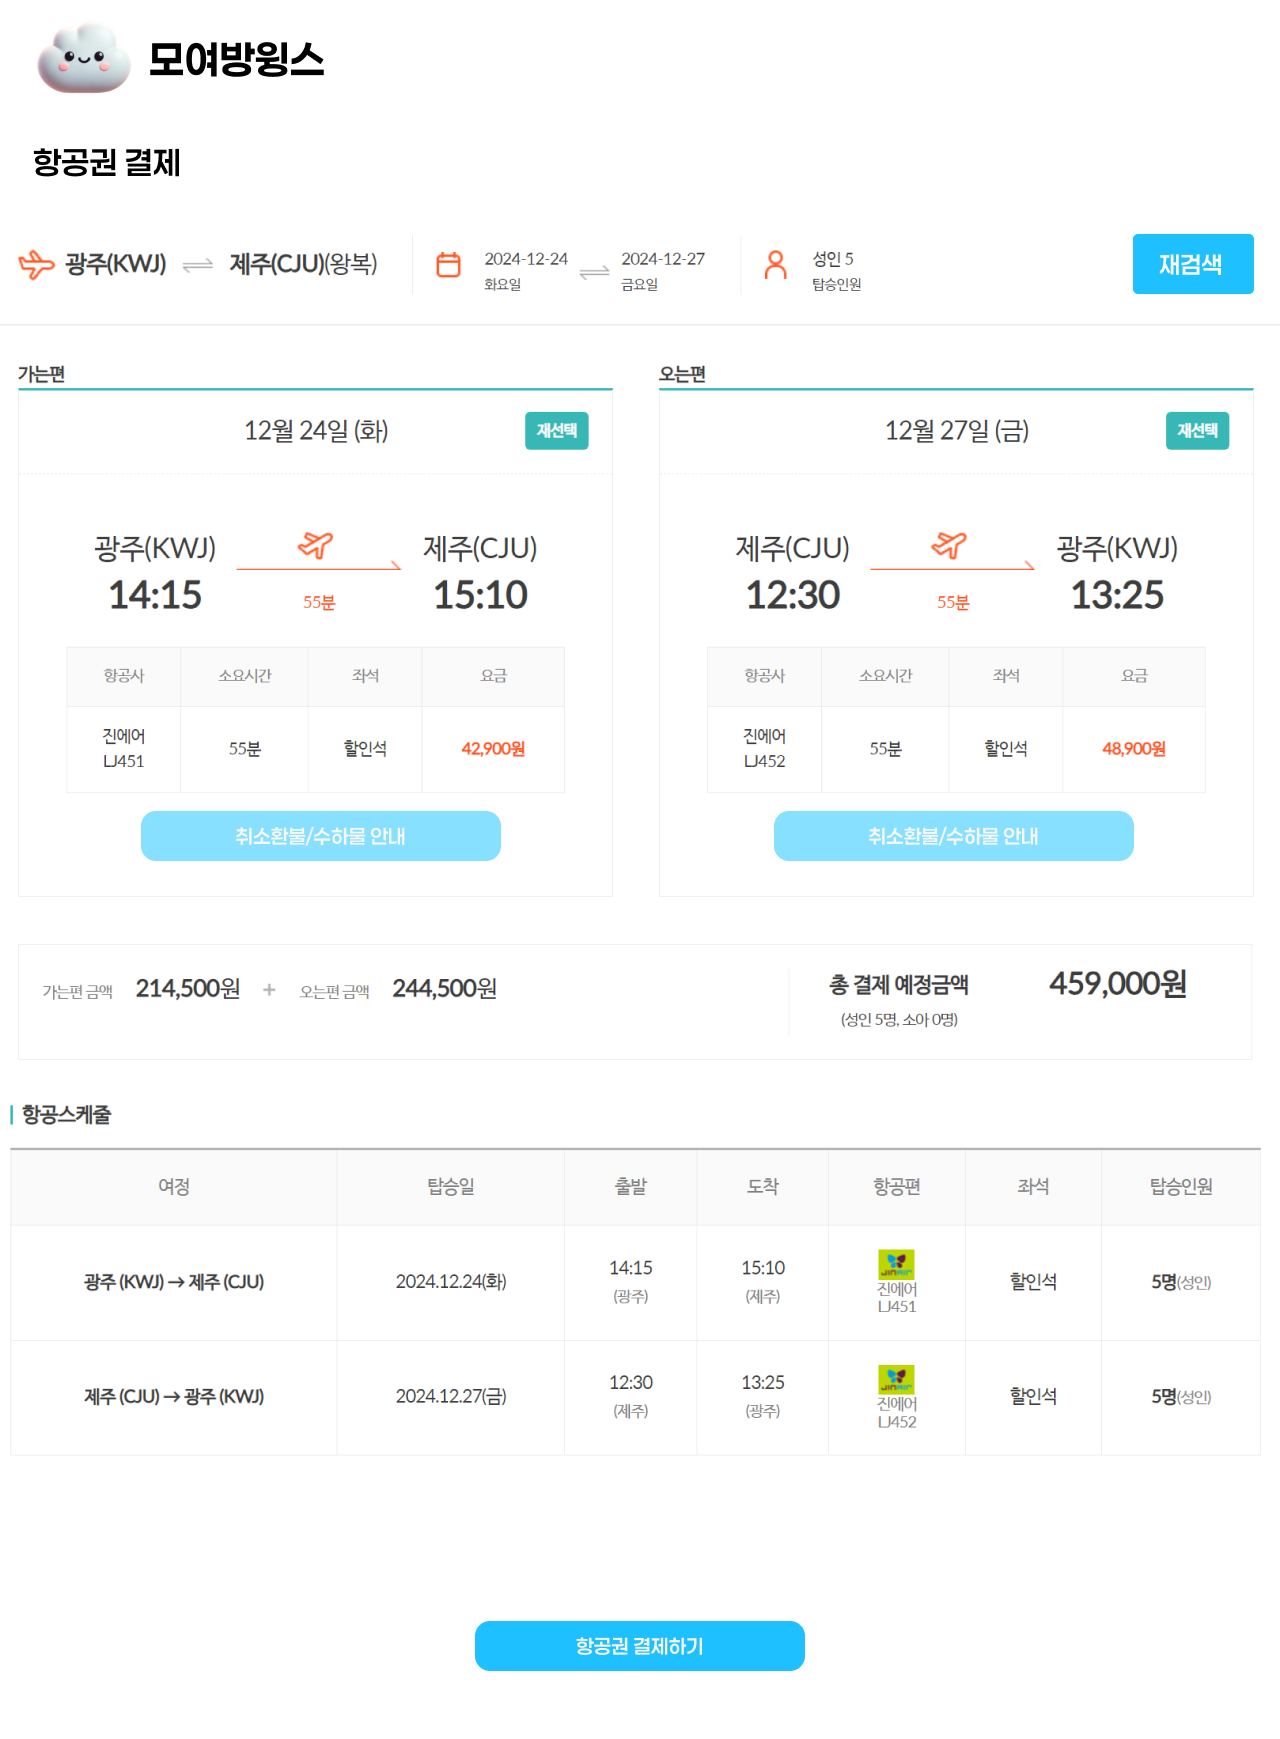 모여방윙스
항공권 결제
광주(KWJ) ⇌ 제주(CJU)(왕복)
2024-12-24 ⇌ 2024-12-27
화요일 금요일
성인 5
탑승인원
재검색
가는편
12월 24일 (화) 재선택
광주(KWJ) 제주(CJU)
14:15 55분 15:10
항공사 소요시간 좌석 요금
진에어
LJ451 55분 할인석 42,900원
취소환불/수하물 안내
오는편
12월 27일 (금) 재선택
제주(CJU) 광주(KWJ)
12:30 55분 13:25
항공사 소요시간 좌석 요금
진에어
LJ452 55분 할인석 48,900원
취소환불/수하물 안내
가는편 금액 214,500원 + 오는편 금액 244,500원
총 결제 예정금액 459,000원
(성인 5명, 소아 0명)
항공스케줄
여정 탑승일 출발 도착 항공편 좌석 탑승인원
광주 (KWJ) → 제주 (CJU) 2024.12.24(화) 14:15 15:10 JINAIR 할인석 5명(성인)
(광주) (제주) 진에어
LJ451
제주 (CJU) → 광주 (KWJ) 2024.12.27(금) 12:30 13:25 JINAIR 할인석 5명(성인)
(제주) (광주) 진에어
LJ452
항공권 결제하기